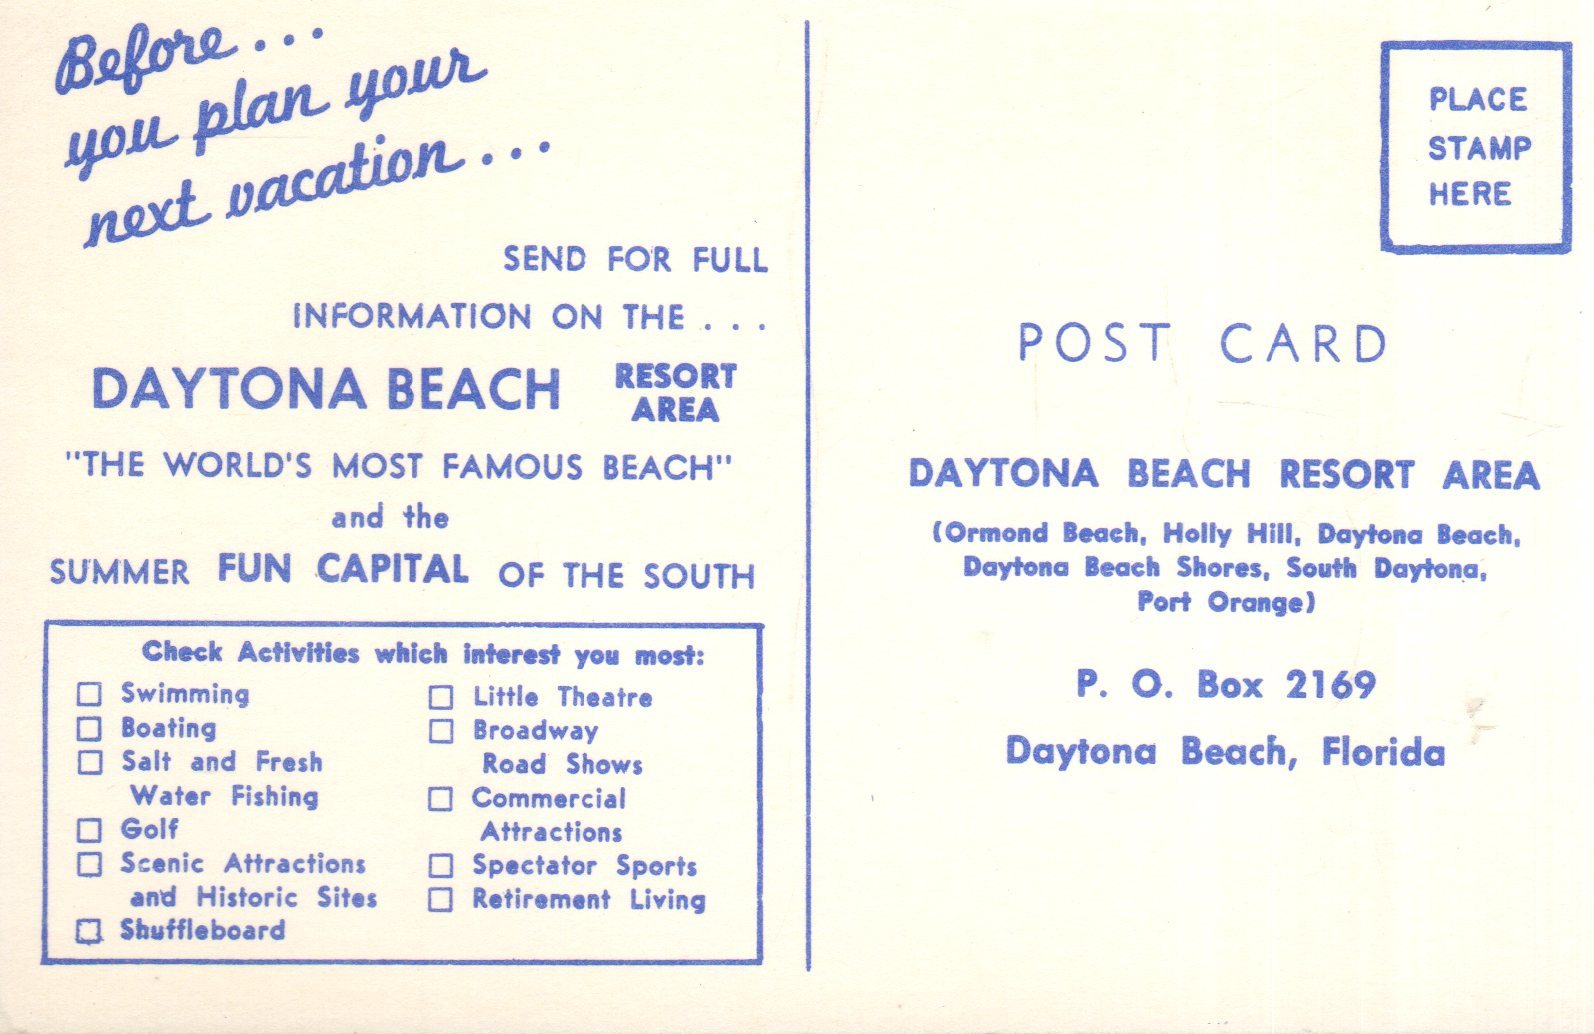 Before...
you plan your
next vacation...
SEND FOR FULL
INFORMATION ON THE ...
DAYTONA BEACH RESORT AREA
"THE WORLD'S MOST FAMOUS BEACH"
and the
SUMMER FUN CAPITAL OF THE SOUTH
Check Activities which interest you most:
Swimming
Boating
Salt and Fresh
Water Fishing
Golf
Scenic Attractions
and Historic Sites
Shuffleboard
Little Theatre
Broadway
Road Shows
Commercial
Attractions
Spectator Sports
Retirement Living
PLACE
STAMP
HERE
POST CARD
DAYTONA BEACH RESORT AREA
(Ormond Beach, Holly Hill, Daytona Beach,
Daytona Beach Shores, South Daytona,
Port Orange)
P. O. Box 2169
Daytona Beach, Florida